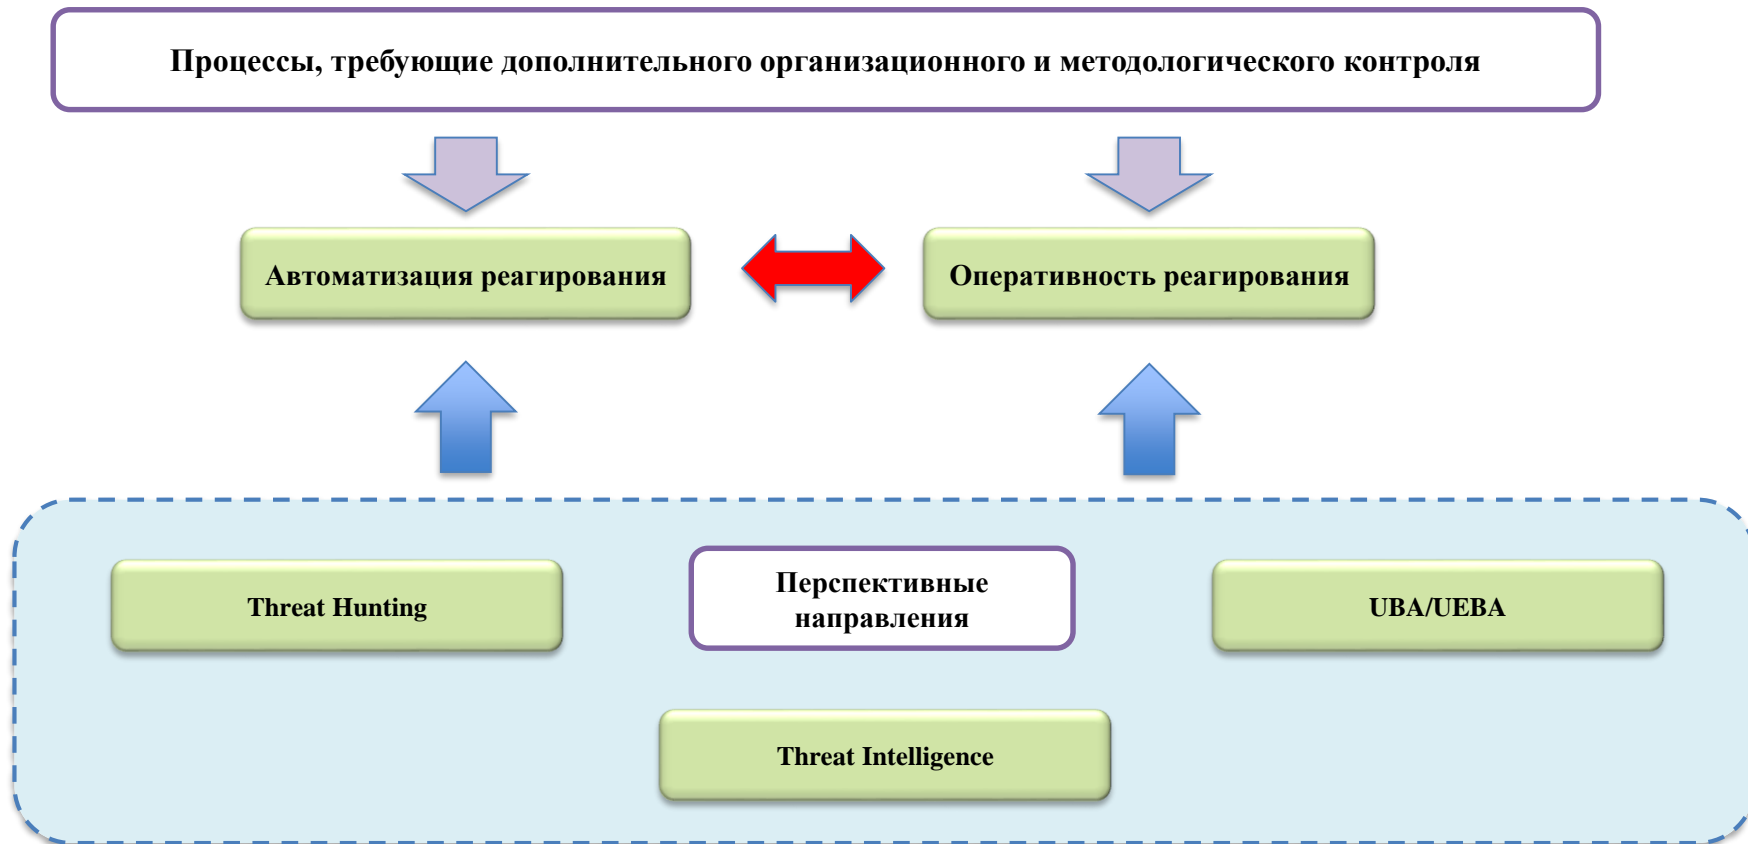 Процессы, требующие дополнительного организационного и методологического контроля
Автоматизация реагирования
Оперативность реагирования
Threat Hunting
Перспективные
направления
UBA/UEBA
Threat Intelligence